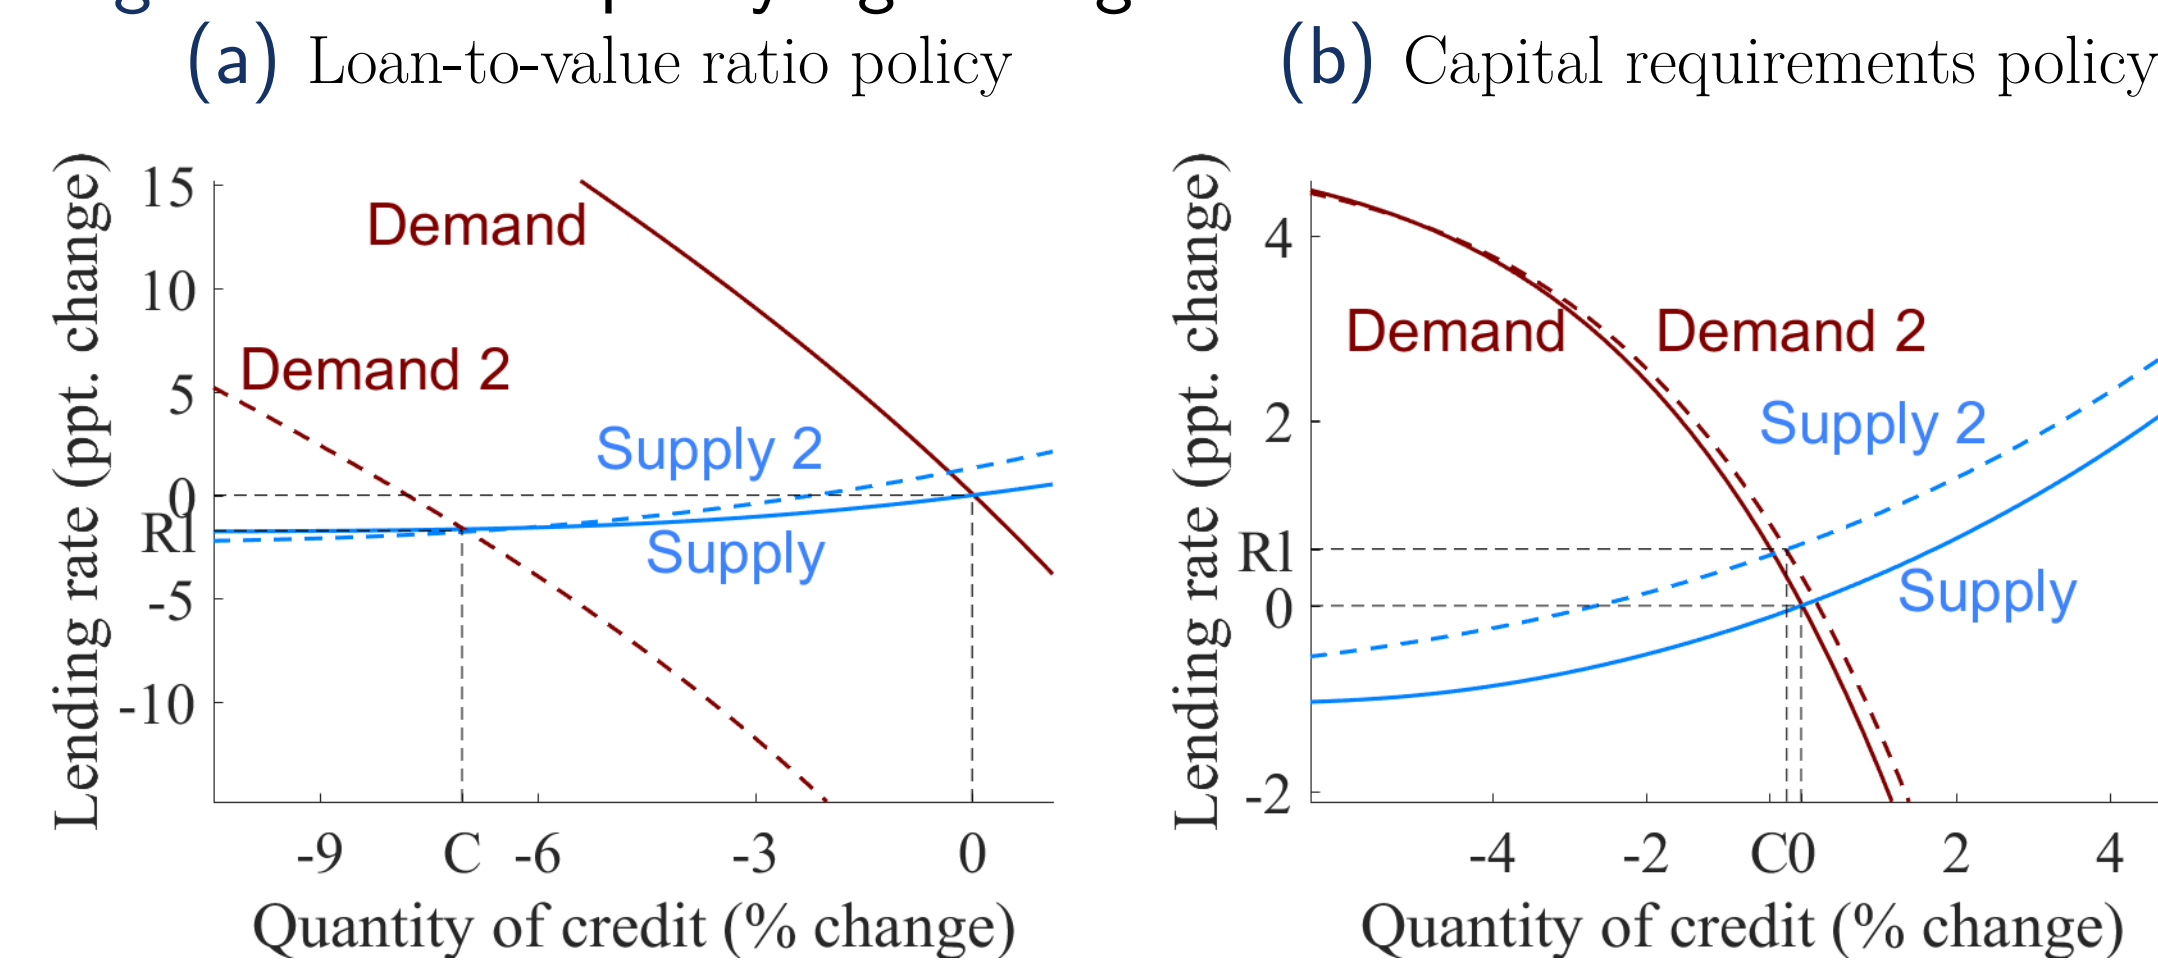 (a) Loan-to-value ratio policy
Lending rate (ppt. change)
15
10
5
0
Rl
-5
-10
Demand
Demand 2
Supply 2
Supply
-9 C -6 -3 0
Quantity of credit (% change)
(b) Capital requirements policy
Lending rate (ppt. change)
4
2
Rl
0
-2
Demand Demand 2
Supply 2
Supply
-4 -2 C0 2 4
Quantity of credit (% change)